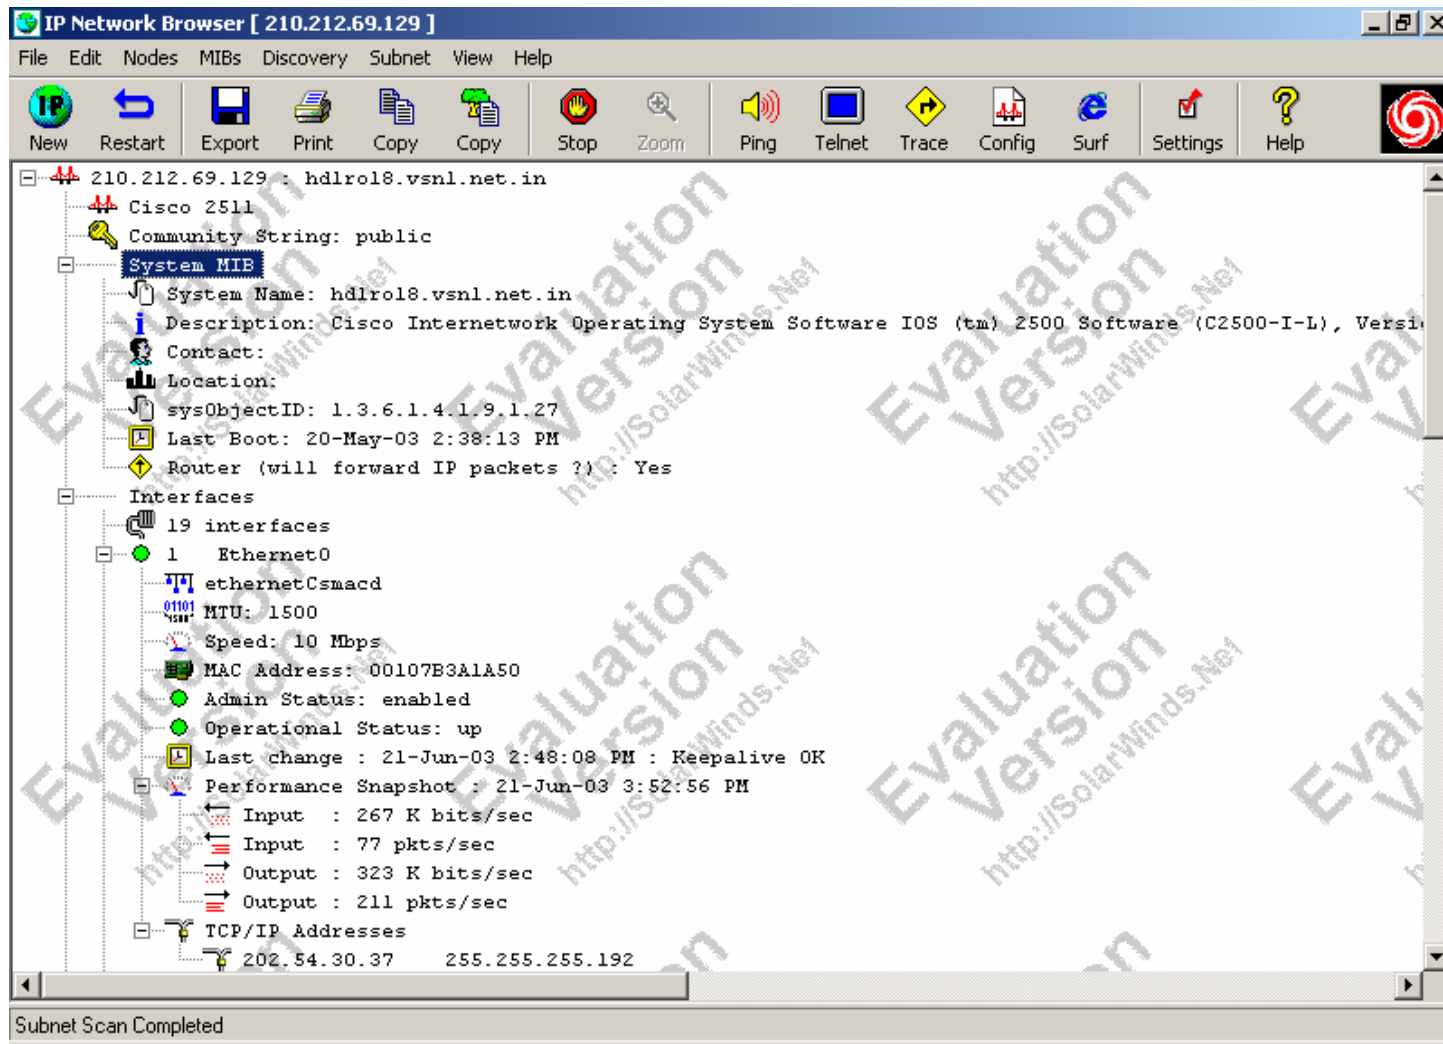 IP Network Browser [ 210.212.69.129 ]
File Edit Nodes MIBs Discovery Subnet View Help
IP
New Restart Export Print Copy Copy Stop Zoom Ping Telnet Trace Config Surf Settings Help
210.212.69.129 : hdlrol8.vsnl.net.in
Cisco 2511
Community String: public
System MIB
System Name: hdlrol8.vsnl.net.in
Description: Cisco Internetwork Operating System Software IOS (tm) 2500 Software (C2500-I-L), Versi
Contact:
Location:
sysObjectID: 1.3.6.1.4.1.9.1.27
Last Boot: 20-May-03 2:38:13 PM
Router (will forward IP packets ?) : Yes
Interfaces
19 interfaces
1 Ethernet0
ethernetCsmacd
MTU: 1500
Speed: 10 Mbps
MAC Address: 00107B3A1A50
Admin Status: enabled
Operational Status: up
Last change : 21-Jun-03 2:48:08 PM : Keepalive OK
Performance Snapshot : 21-Jun-03 3:52:56 PM
Input : 267 K bits/sec
Input : 77 pkts/sec
Output : 323 K bits/sec
Output : 211 pkts/sec
TCP/IP Addresses
202.54.30.37 255.255.255.192
Subnet Scan Completed
Evaluation Version
http://SolarWinds.Net